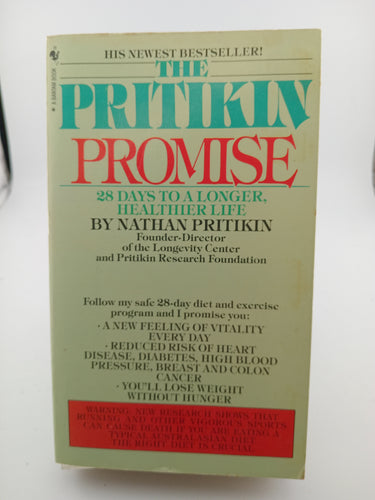 A BANTAM BOOK
HIS NEWEST BESTSELLER!
THE
PRITIKIN
PROMISE
28 DAYS TO A LONGER,
HEALTHIER LIFE
BY NATHAN PRITIKIN
Founder-Director
of the Longevity Center
and Pritikin Research Foundation
Follow my safe 28-day diet and exercise
program and I promise you:
· A NEW FEELING OF VITALITY
EVERY DAY
· REDUCED RISK OF HEART
DISEASE, DIABETES, HIGH BLOOD
PRESSURE, BREAST AND COLON
CANCER
· YOU'LL LOSE WEIGHT
WITHOUT HUNGER
WARNING: NEW RESEARCH SHOWS THAT
RUNNING AND OTHER VIGOROUS SPORTS
CAN CAUSE DEATH IF YOU ARE EATING A
TYPICAL AUSTRALASIAN DIET
THE RIGHT DIET IS CRUCIAL